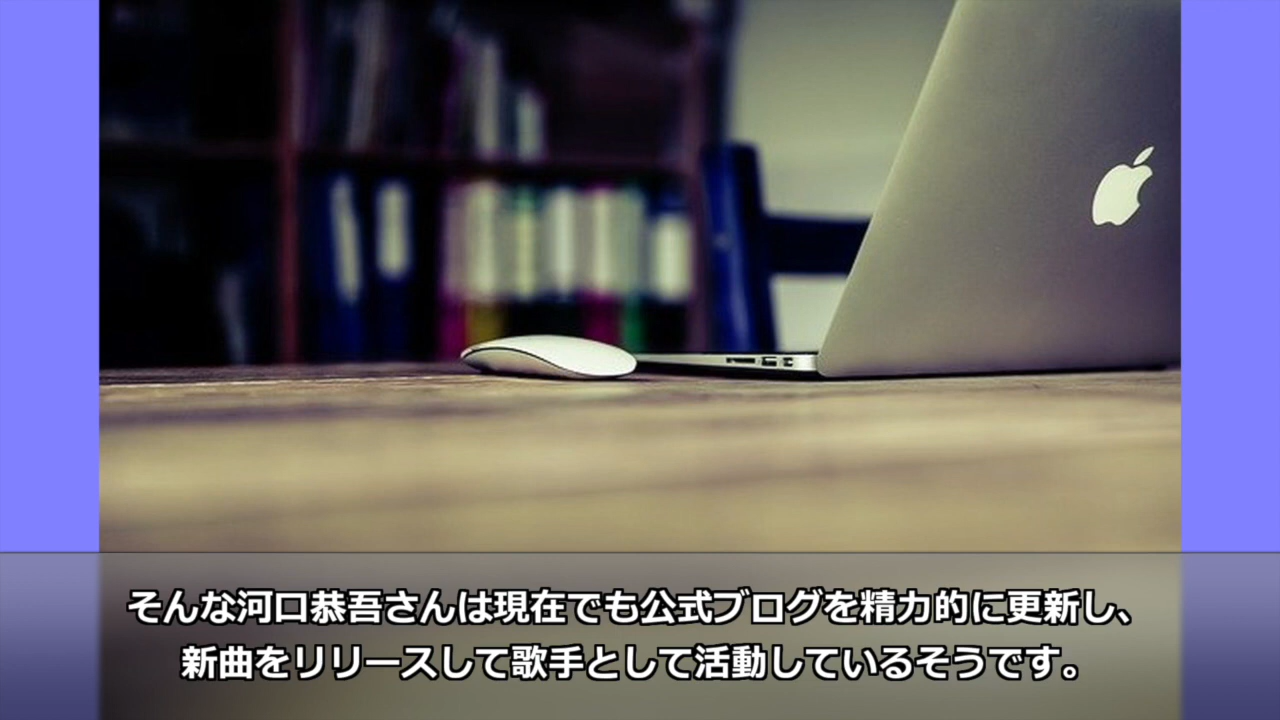 そんな河口恭吾さんは現在でも公式ブログを精力的に更新し、
新曲をリリースして歌手として活動しているそうです。